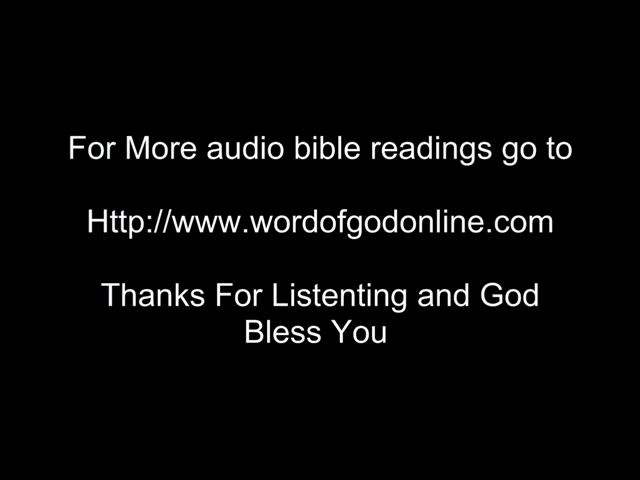 For More audio bible readings go to
Http://www.wordofgodonline.com
Thanks For Listenting and God
Bless You